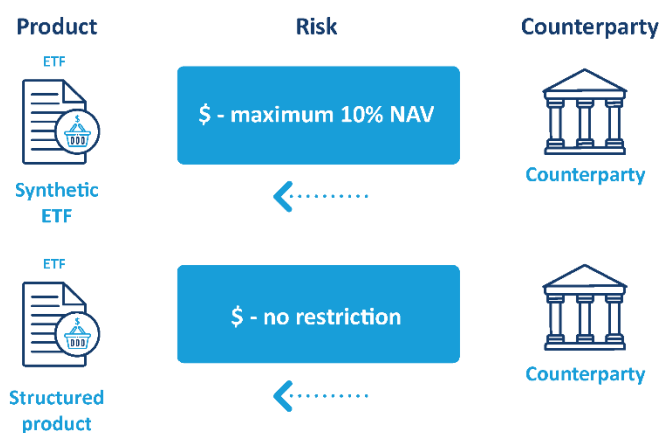 Product
Risk
Counterparty
ETF
$ - maximum 10% NAV
$
Counterparty
Synthetic
ETF
ETF
$ - no restriction
$
Counterparty
Structured
product